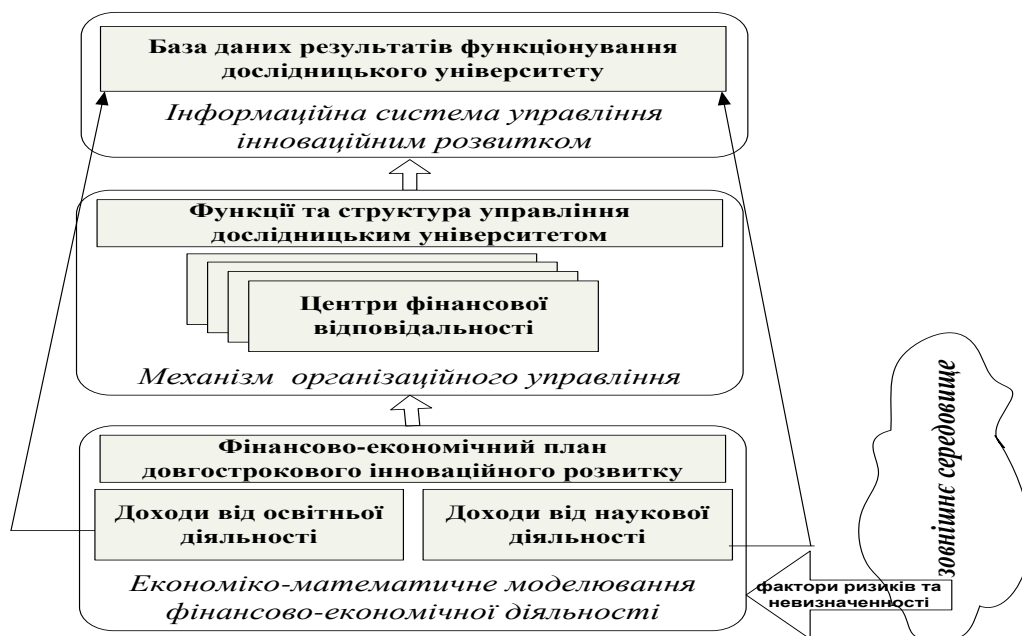 База даних результатів функціонування
дослідницького університету
Інформаційна система управління
інноваційним розвитком
Функції та структура управління
дослідницьким університетом
Центри фінансової
відповідальності
Механізм організаційного управління
Фінансово-економічний план
довгострокового інноваційного розвитку
Доходи від освітньої
діяльності
Доходи від наукової
діяльності
Економіко-математичне моделювання
фінансово-економічної діяльності
фактори ризиків та
невизначенності
зовнішнє середовище